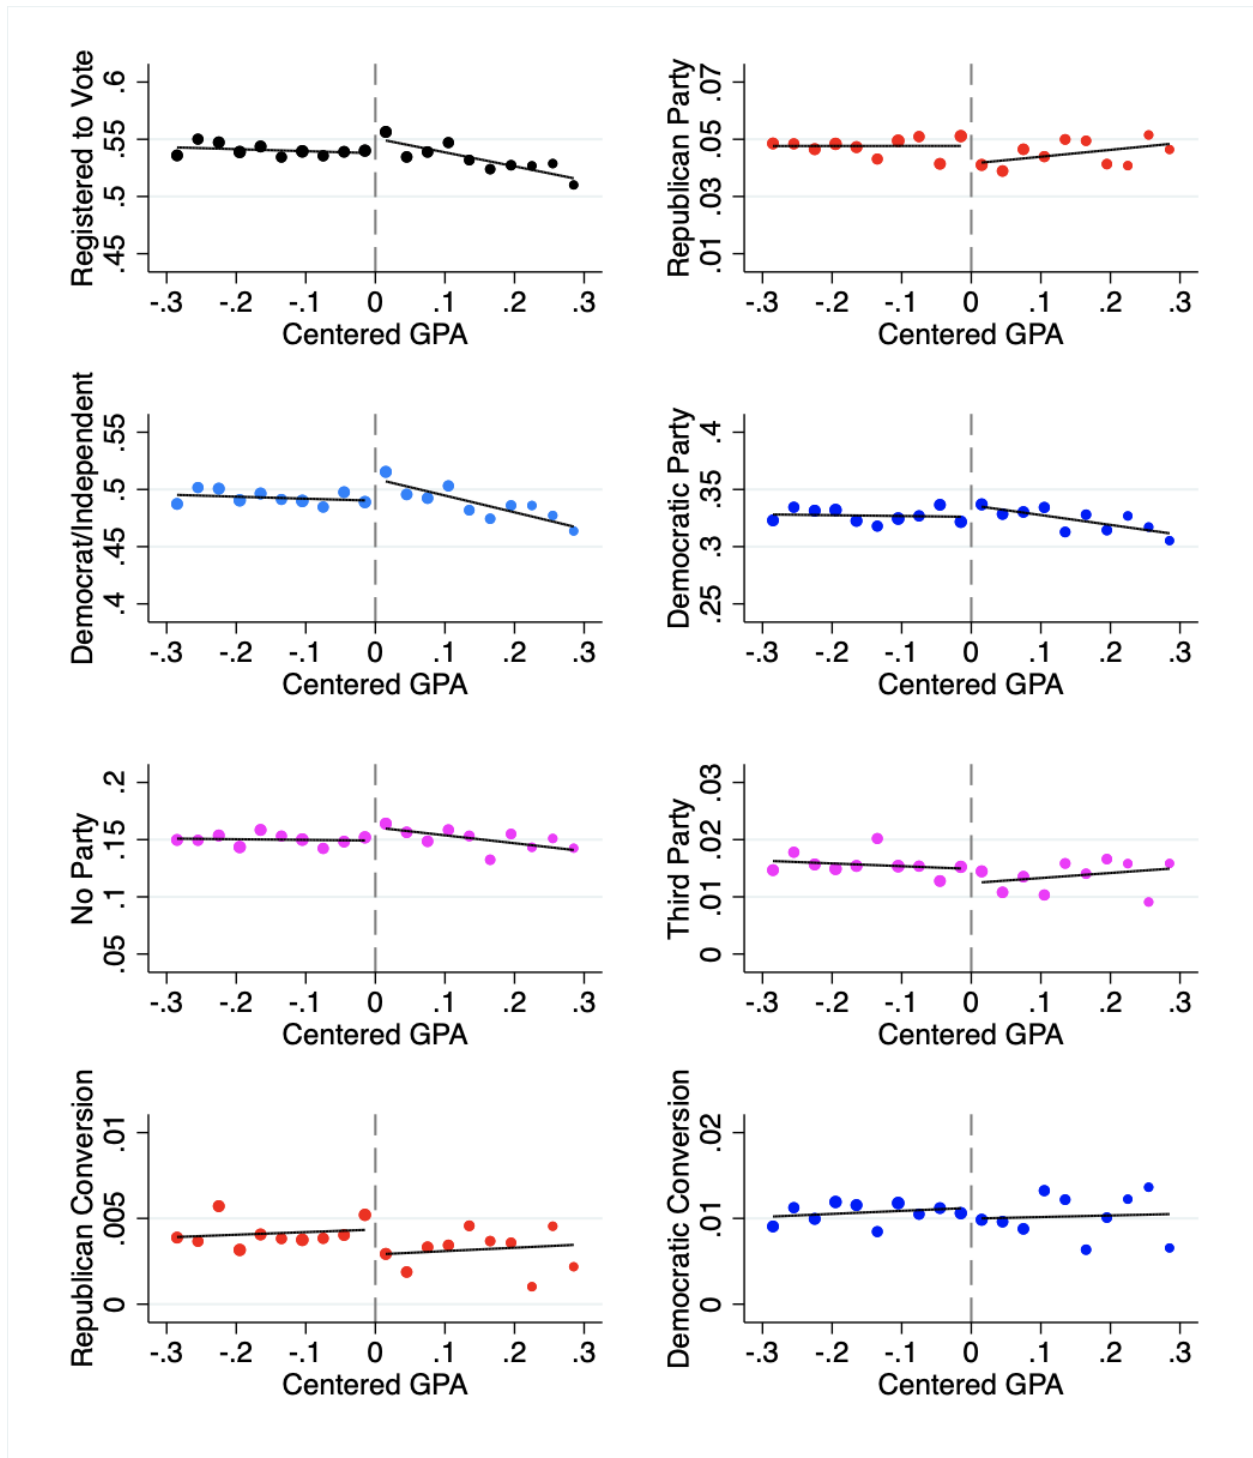 Registered to Vote
.6
.55
.5
.45
-.3 -.2 -.1 0 .1 .2 .3
Centered GPA
Republican Party
.07
.05
.03
.01
-.3 -.2 -.1 0 .1 .2 .3
Centered GPA
Democrat/Independent
.55
.5
.45
.4
-.3 -.2 -.1 0 .1 .2 .3
Centered GPA
Democratic Party
.4
.35
.3
.25
-.3 -.2 -.1 0 .1 .2 .3
Centered GPA
No Party
.2
.15
.1
.05
-.3 -.2 -.1 0 .1 .2 .3
Centered GPA
Third Party
.03
.02
.01
0
-.3 -.2 -.1 0 .1 .2 .3
Centered GPA
Republican Conversion
.01
.005
0
-.3 -.2 -.1 0 .1 .2 .3
Centered GPA
Democratic Conversion
.02
.01
0
-.3 -.2 -.1 0 .1 .2 .3
Centered GPA